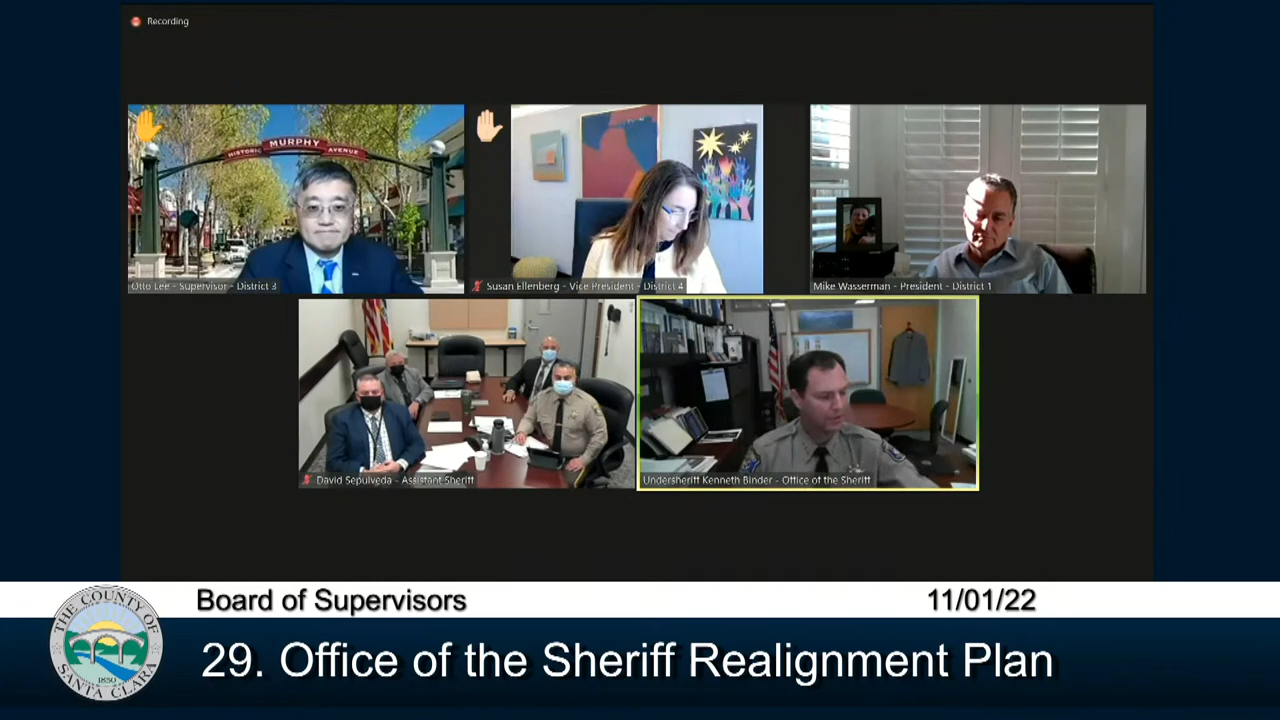 Recording
HISTORIC MURPHY AVENUE
Otto Lee - Supervisor - District 3
Susan Ellenberg - Vice President - District 4
Mike Wasserman - President - District 1
David Sepulveda - Assistant Sheriff
Undersheriff Kenneth Binder - Office of the Sheriff
Board of Supervisors
11/01/22
THE COUNTY OF
SANTA CLARA
1850
29. Office of the Sheriff Realignment Plan